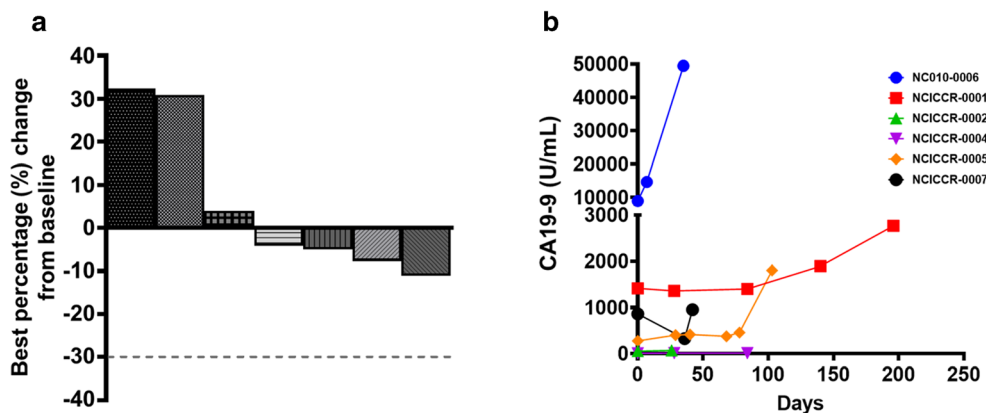 a
Best percentage (%) change
from baseline
40
30
20
10
0
-10
-20
-30
-40
b
CA19-9 (U/mL)
50000
40000
30000
20000
10000
3000
2000
1000
0
0
50
100
150
200
250
Days
NC010-0006
NCICCR-0001
NCICCR-0002
NCICCR-0004
NCICCR-0005
NCICCR-0007